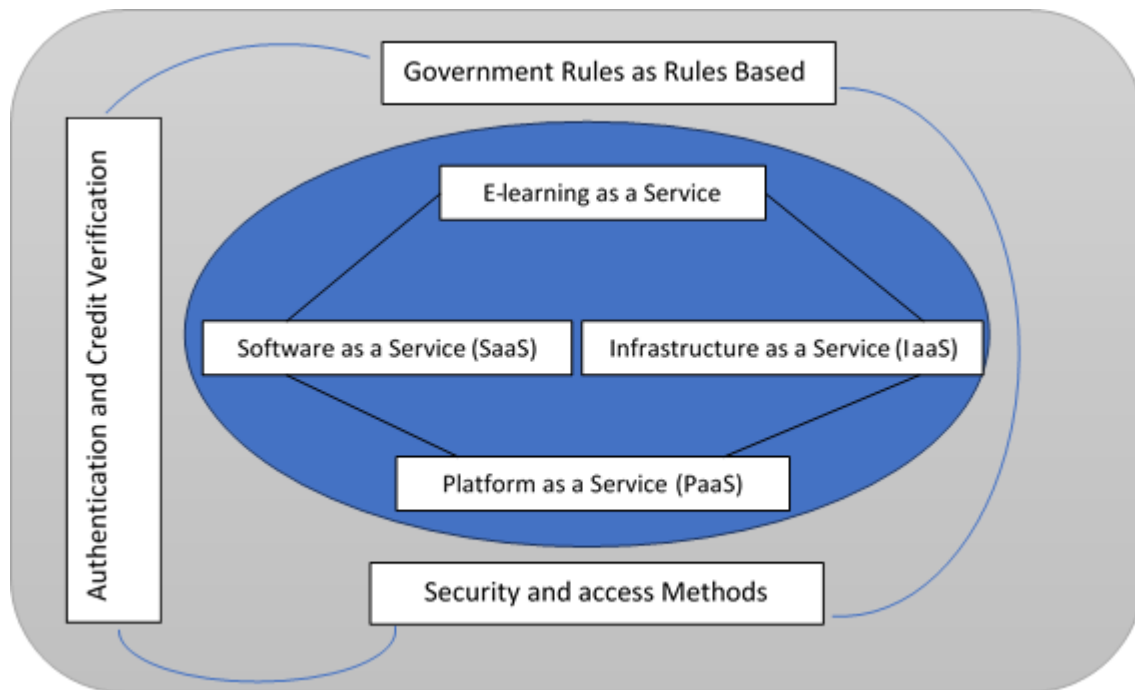 Government Rules as Rules Based
Authentication and Credit Verification
E-learning as a Service
Software as a Service (SaaS)
Infrastructure as a Service (IaaS)
Platform as a Service (PaaS)
Security and access Methods